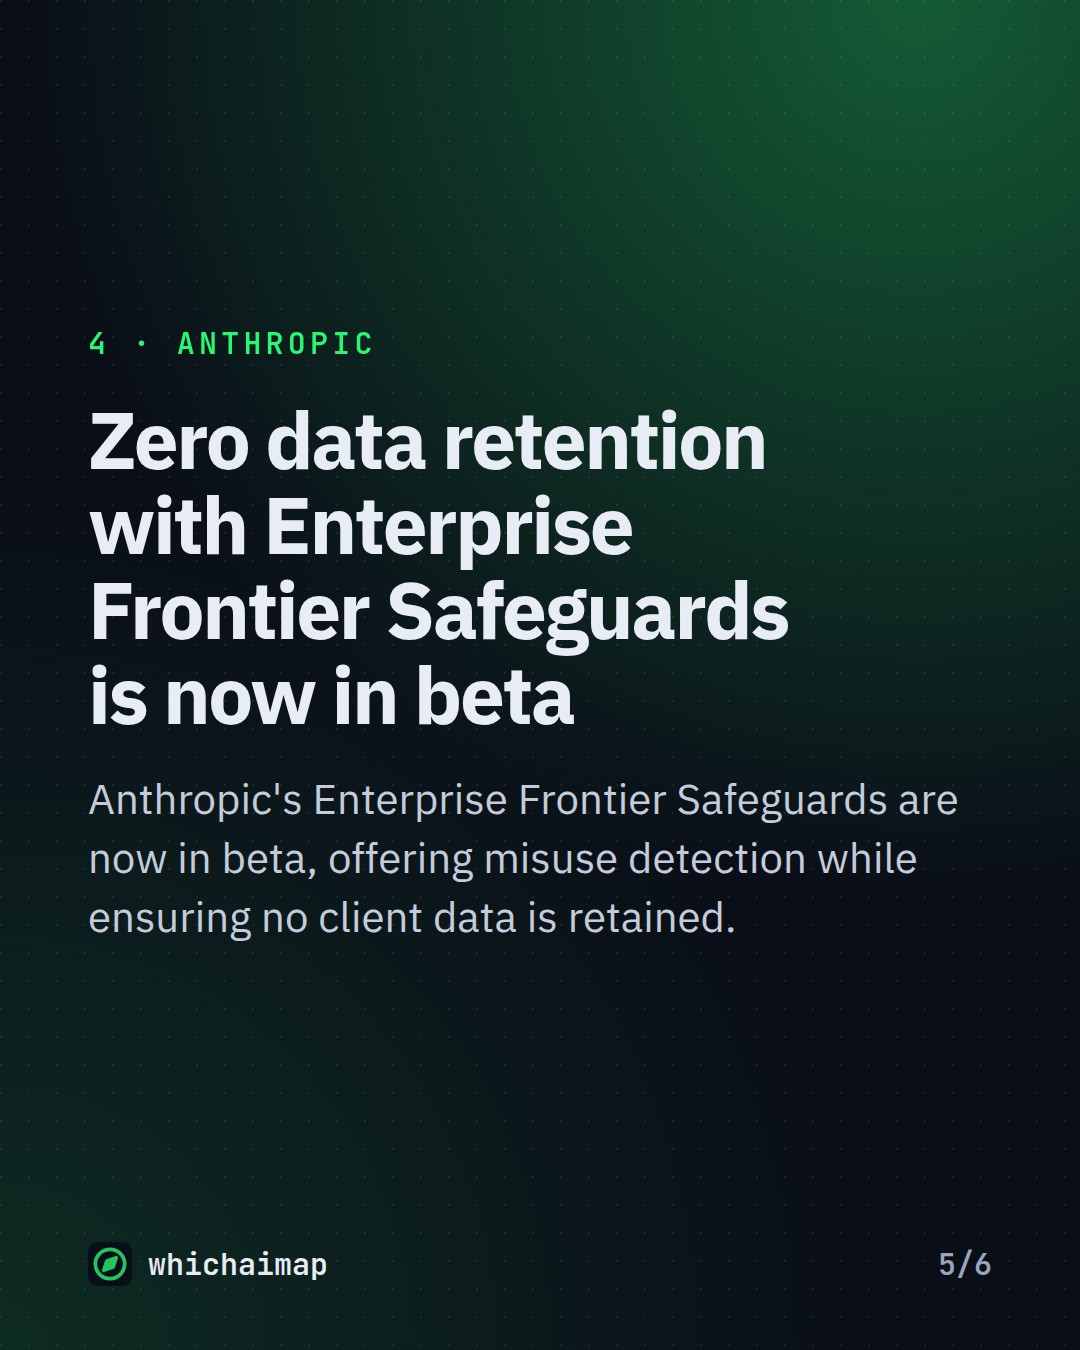 4 · ANTHROPIC
Zero data retention
with Enterprise
Frontier Safeguards
is now in beta
Anthropic's Enterprise Frontier Safeguards are
now in beta, offering misuse detection while
ensuring no client data is retained.
whichaimap
5/6